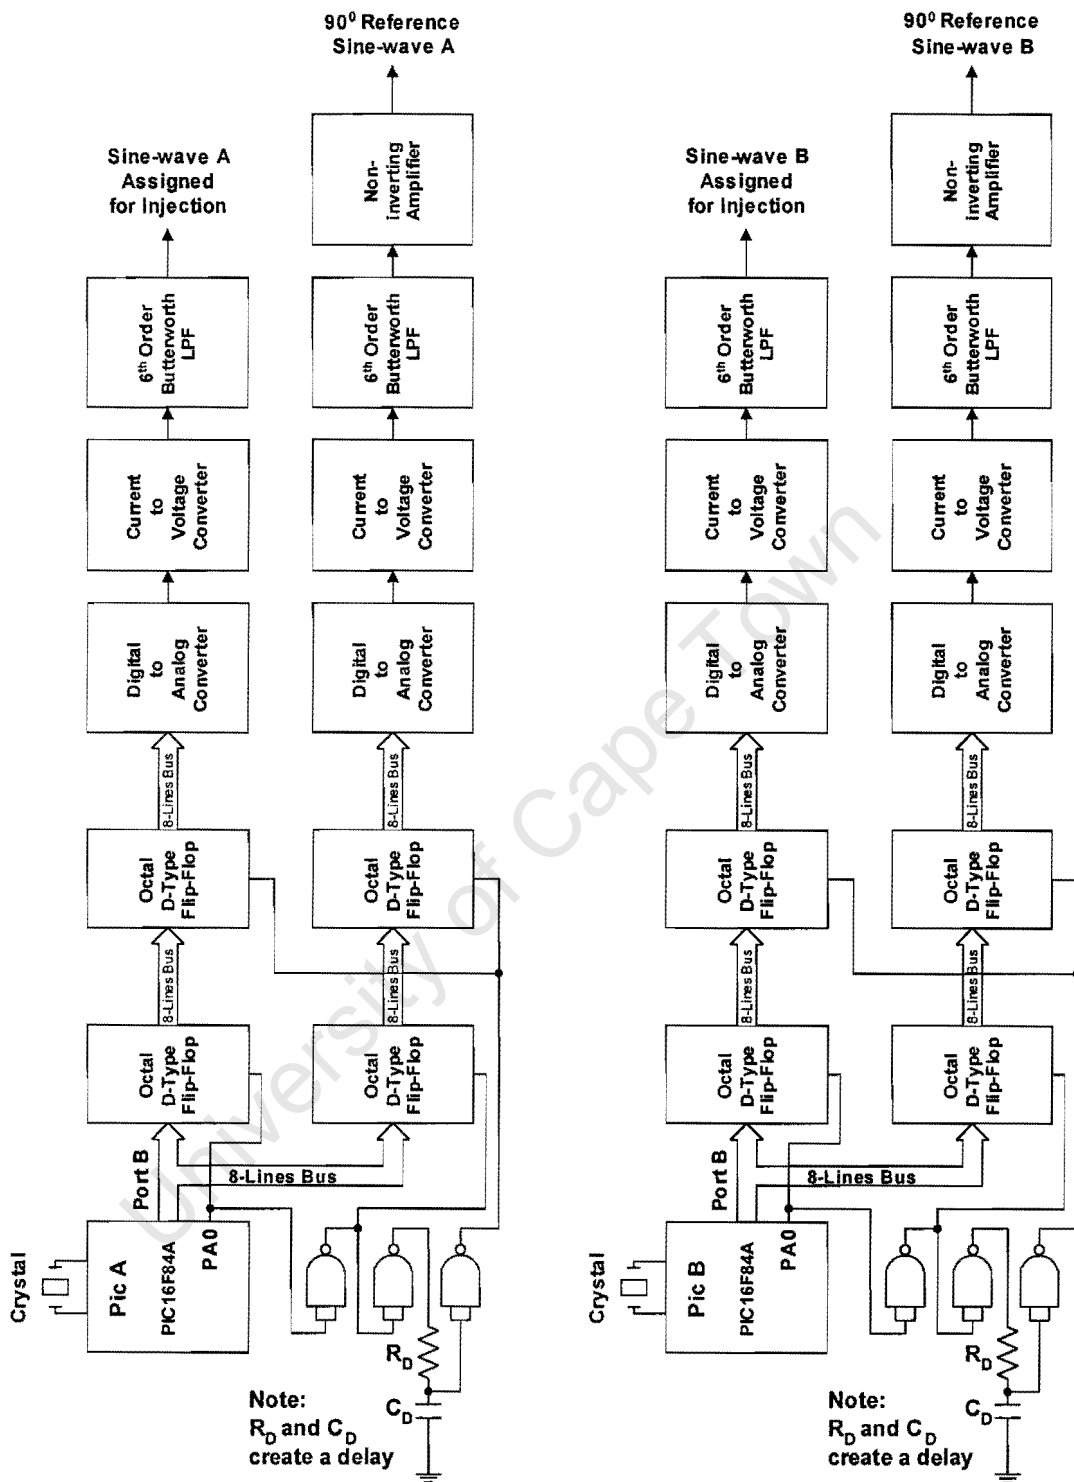 90⁰ Reference
Sine-wave A
90⁰ Reference
Sine-wave B
Sine-wave A
Assigned
for Injection
Non-
inverting
Amplifier
Sine-wave B
Assigned
for Injection
Non-
inverting
Amplifier
6th Order
Butterworth
LPF
6th Order
Butterworth
LPF
6th Order
Butterworth
LPF
6th Order
Butterworth
LPF
Current
to
Voltage
Converter
Current
to
Voltage
Converter
Current
to
Voltage
Converter
Current
to
Voltage
Converter
Digital
to
Analog
Converter
Digital
to
Analog
Converter
Digital
to
Analog
Converter
Digital
to
Analog
Converter
8-Lines Bus
8-Lines Bus
8-Lines Bus
8-Lines Bus
Octal
D-Type
Flip-Flop
Octal
D-Type
Flip-Flop
Octal
D-Type
Flip-Flop
Octal
D-Type
Flip-Flop
8-Lines Bus
8-Lines Bus
8-Lines Bus
8-Lines Bus
Octal
D-Type
Flip-Flop
Octal
D-Type
Flip-Flop
Octal
D-Type
Flip-Flop
Octal
D-Type
Flip-Flop
Port B
8-Lines Bus
Port B
8-Lines Bus
Crystal
Pic A
PIC16F84A
PA0
Crystal
Pic B
PIC16F84A
PA0
R_D
C_D
Note:
R_D and C_D
create a delay
R_D
C_D
Note:
R_D and C_D
create a delay
University of Cape Town